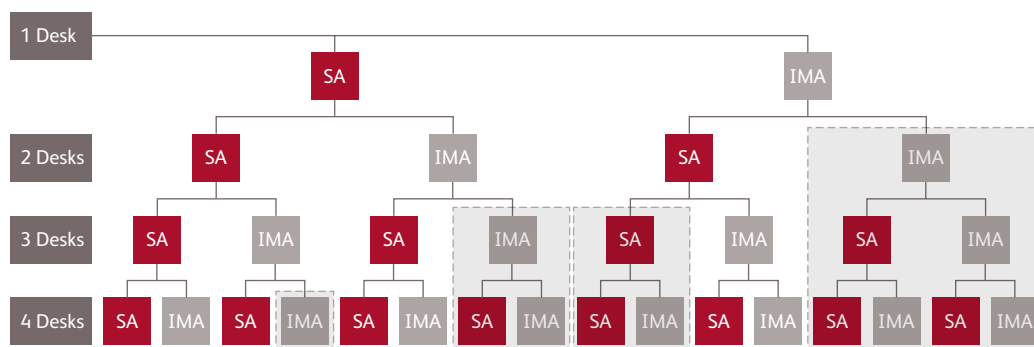 1 Desk
SA IMA
2 Desks SA IMA SA IMA
3 Desks SA IMA SA IMA SA IMA SA IMA
4 Desks SA IMA SA IMA SA IMA SA IMA SA IMA SA IMA SA IMA SA IMA